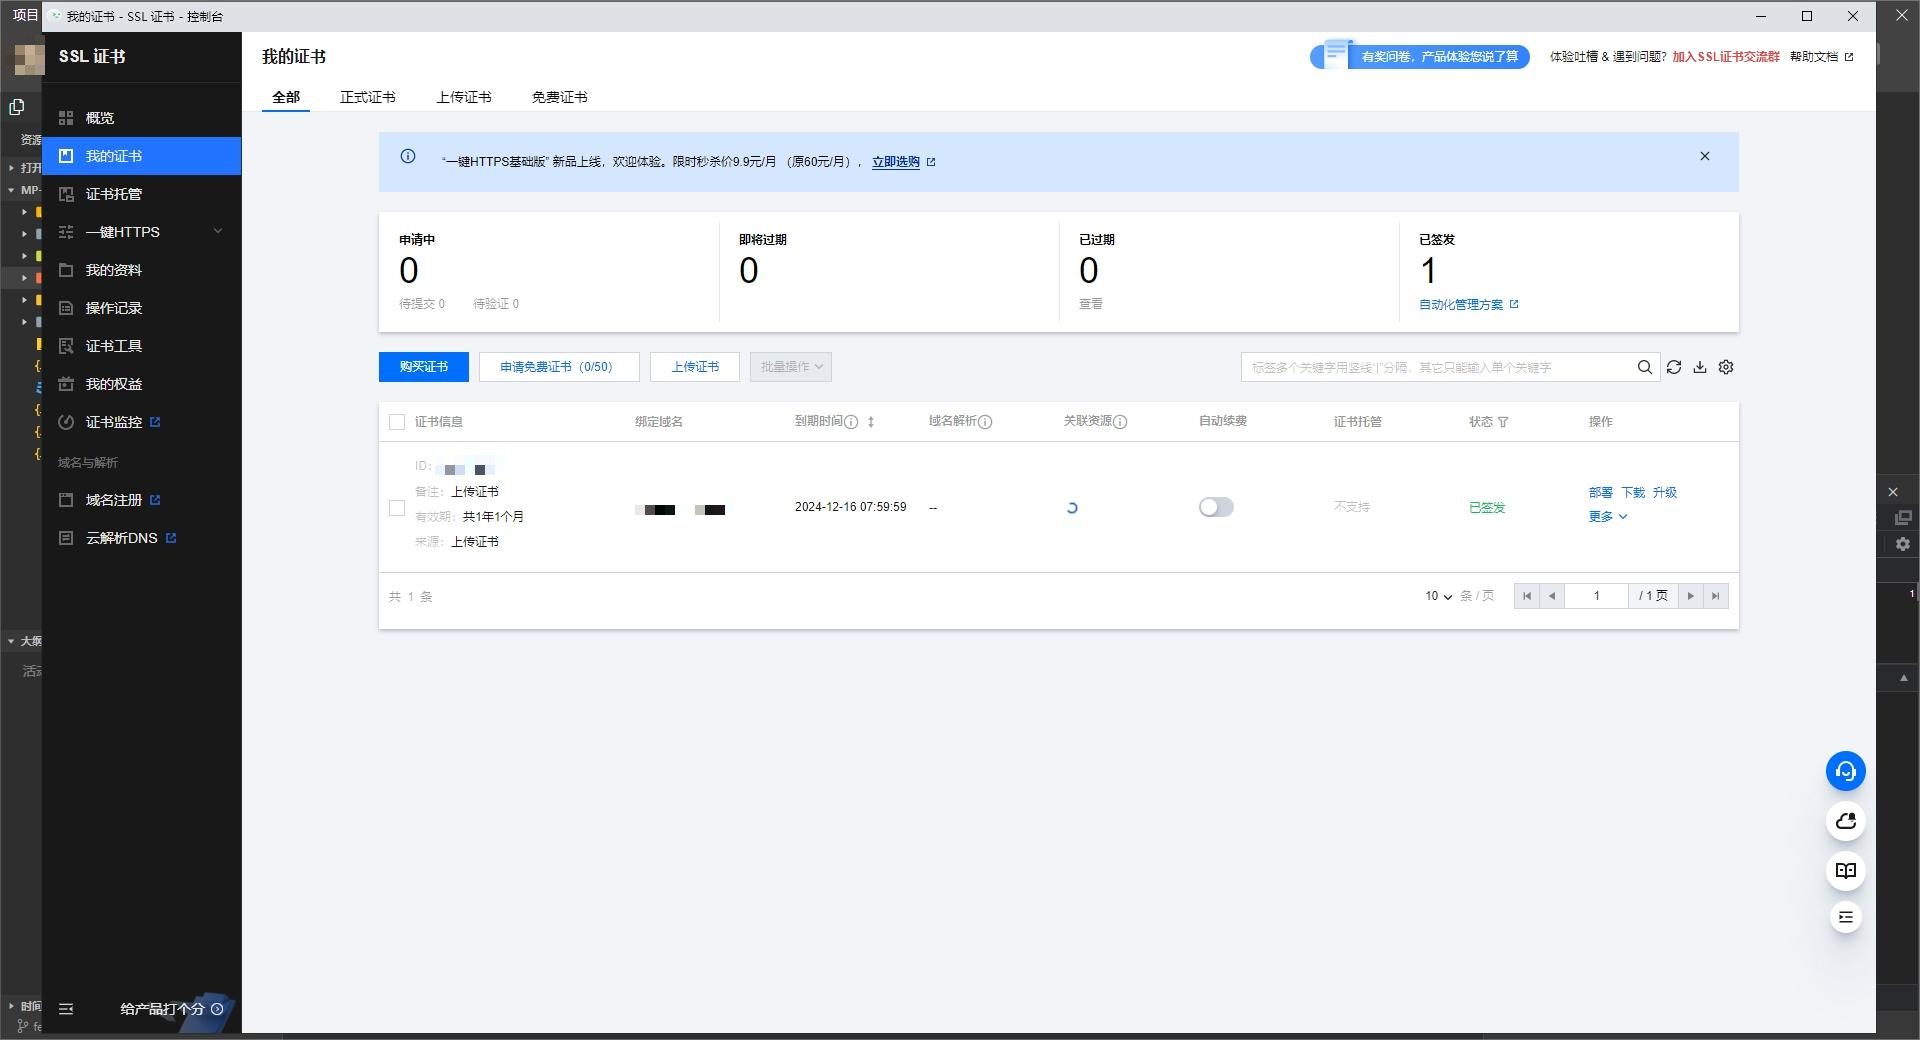 项目
我的证书 - SSL 证书 - 控制台
SSL 证书
概览
我的证书
证书托管
一键HTTPS
我的资料
操作记录
证书工具
我的权益
证书监控
域名与解析
域名注册
云解析DNS
给产品打个分
资源
打开
MP-
大纲
活动
时间
fe
我的证书
有奖问卷，产品体验您说了算
体验吐槽 & 遇到问题？加入SSL证书交流群 帮助文档
全部 正式证书 上传证书 免费证书
“一键HTTPS基础版” 新品上线，欢迎体验。限时秒杀价9.9元/月 （原60元/月），立即选购
申请中
0
待提交 0 待验证 0
即将过期
0
已过期
0
查看
已签发
1
自动化管理方案
购买证书 申请免费证书（0/50） 上传证书 批量操作
标签多个关键字用竖线“|”分隔，其它只能输入单个关键字
证书信息 绑定域名 到期时间 域名解析 关联资源 自动续费 证书托管 状态 操作
ID:
备注： 上传证书
有效期： 共1年1个月
来源： 上传证书
2024-12-16 07:59:59
--
不支持
已签发
部署 下载 升级
更多
共 1 条
10 条 / 页
1 / 1 页
1